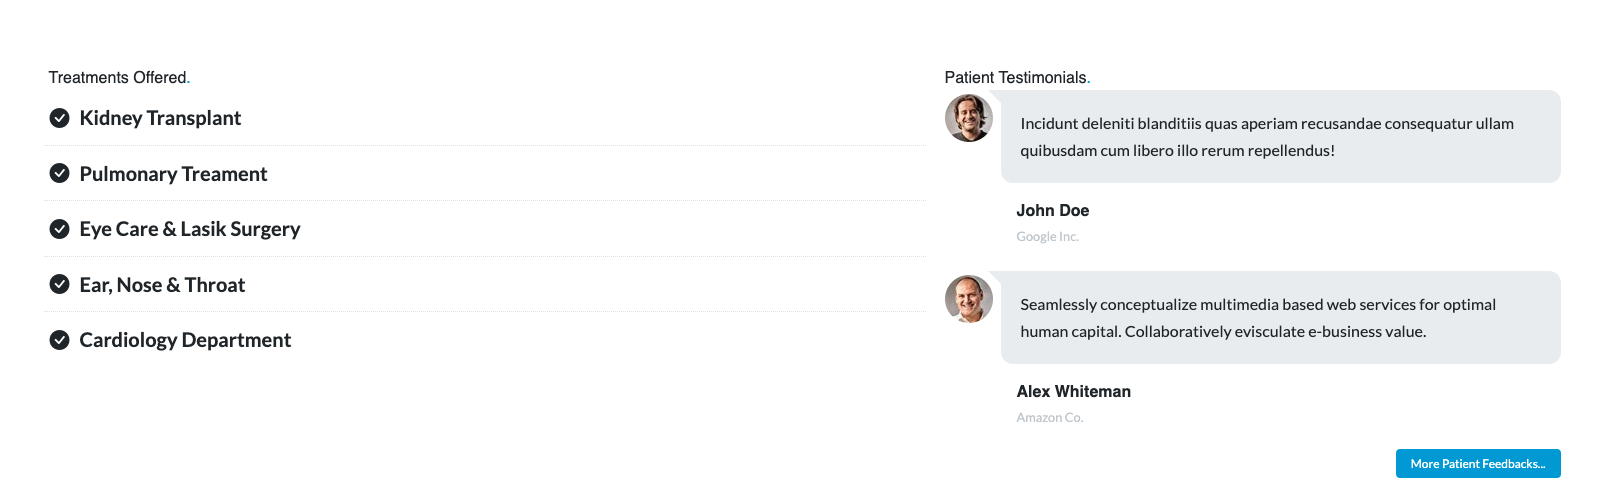 Treatments Offered.
Kidney Transplant
Pulmonary Treament
Eye Care & Lasik Surgery
Ear, Nose & Throat
Cardiology Department
Patient Testimonials.
Incidunt deleniti blanditiis quas aperiam recusandae consequatur ullam
quibusdam cum libero illo rerum repellendus!
John Doe
Google Inc.
Seamlessly conceptualize multimedia based web services for optimal
human capital. Collaboratively evisculate e-business value.
Alex Whiteman
Amazon Co.
More Patient Feedbacks...